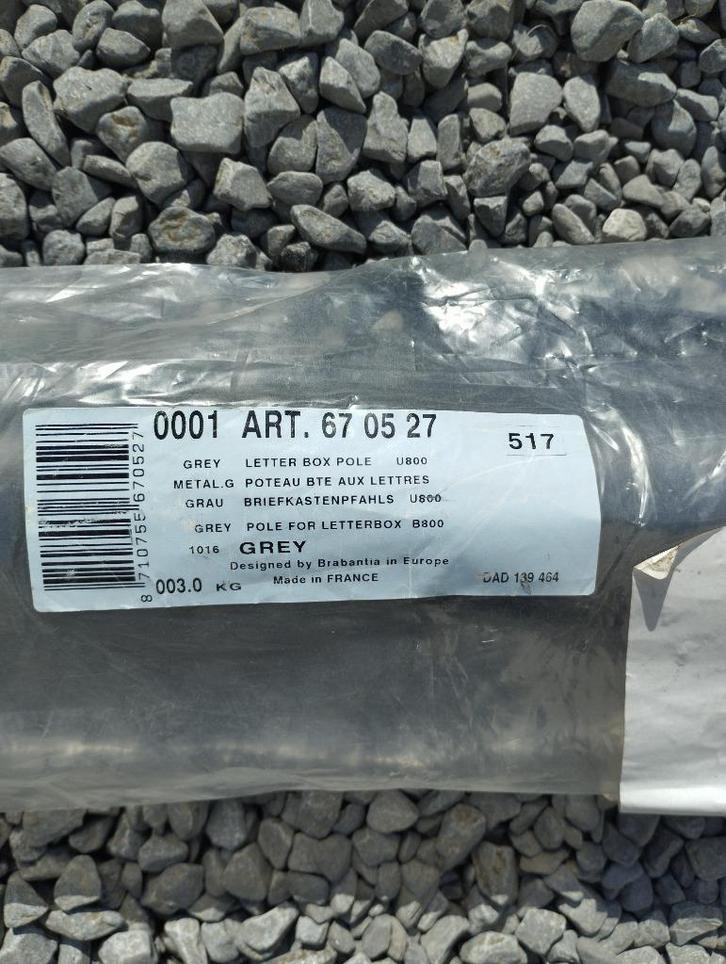 0001 ART. 67 05 27
517
GREY LETTER BOX POLE U800
METAL.G POTEAU BTE AUX LETTRES
GRAU BRIEFKASTENPFAHLS U800
GREY POLE FOR LETTERBOX B800
1016 GREY
Designed by Brabantia in Europe
Made in FRANCE
003.0 KG
DAD 139 464
8 710755 670527